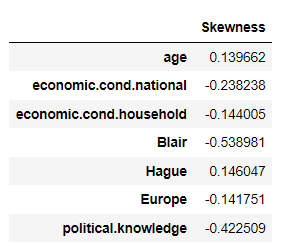 Skewness
age 0.139662
economic.cond.national -0.238238
economic.cond.household -0.144005
Blair -0.538981
Hague 0.146047
Europe -0.141751
political.knowledge -0.422509